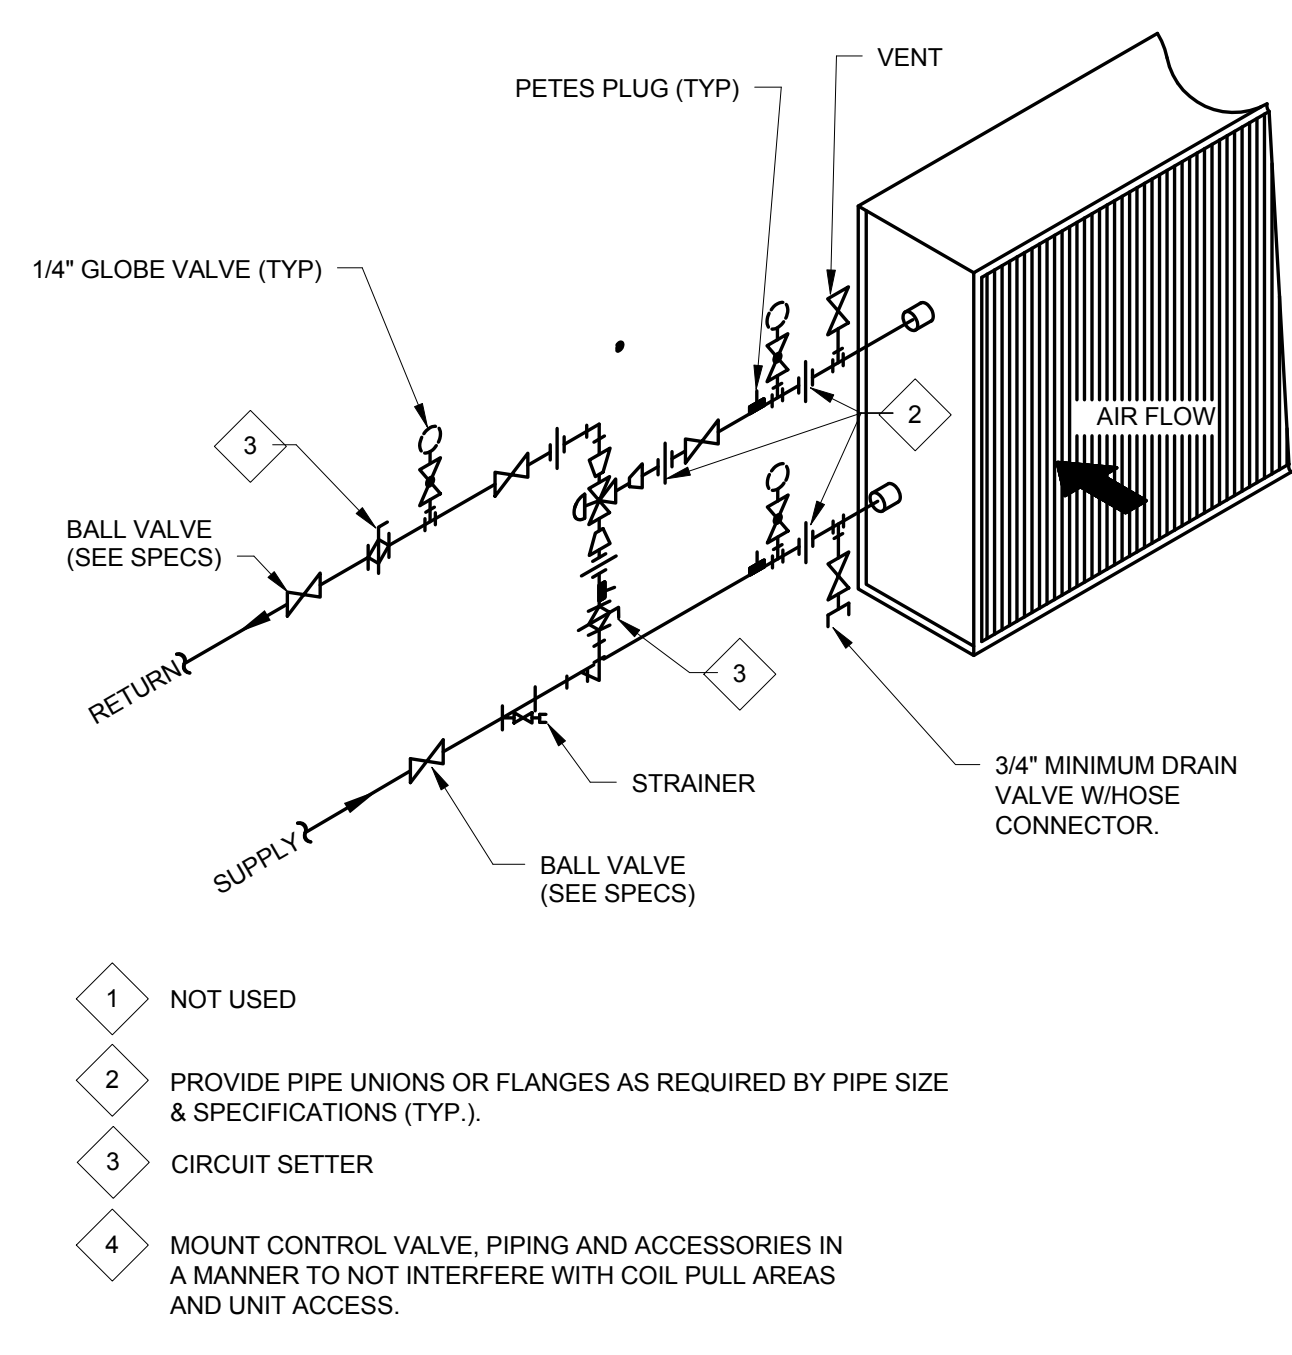 VENT
PETES PLUG (TYP)
1/4" GLOBE VALVE (TYP)
2
AIR FLOW
3
BALL VALVE
(SEE SPECS)
3
RETURN
3/4" MINIMUM DRAIN
VALVE W/HOSE
CONNECTOR.
STRAINER
SUPPLY
BALL VALVE
(SEE SPECS)
1 NOT USED
2 PROVIDE PIPE UNIONS OR FLANGES AS REQUIRED BY PIPE SIZE
& SPECIFICATIONS (TYP.).
3 CIRCUIT SETTER
4 MOUNT CONTROL VALVE, PIPING AND ACCESSORIES IN
A MANNER TO NOT INTERFERE WITH COIL PULL AREAS
AND UNIT ACCESS.